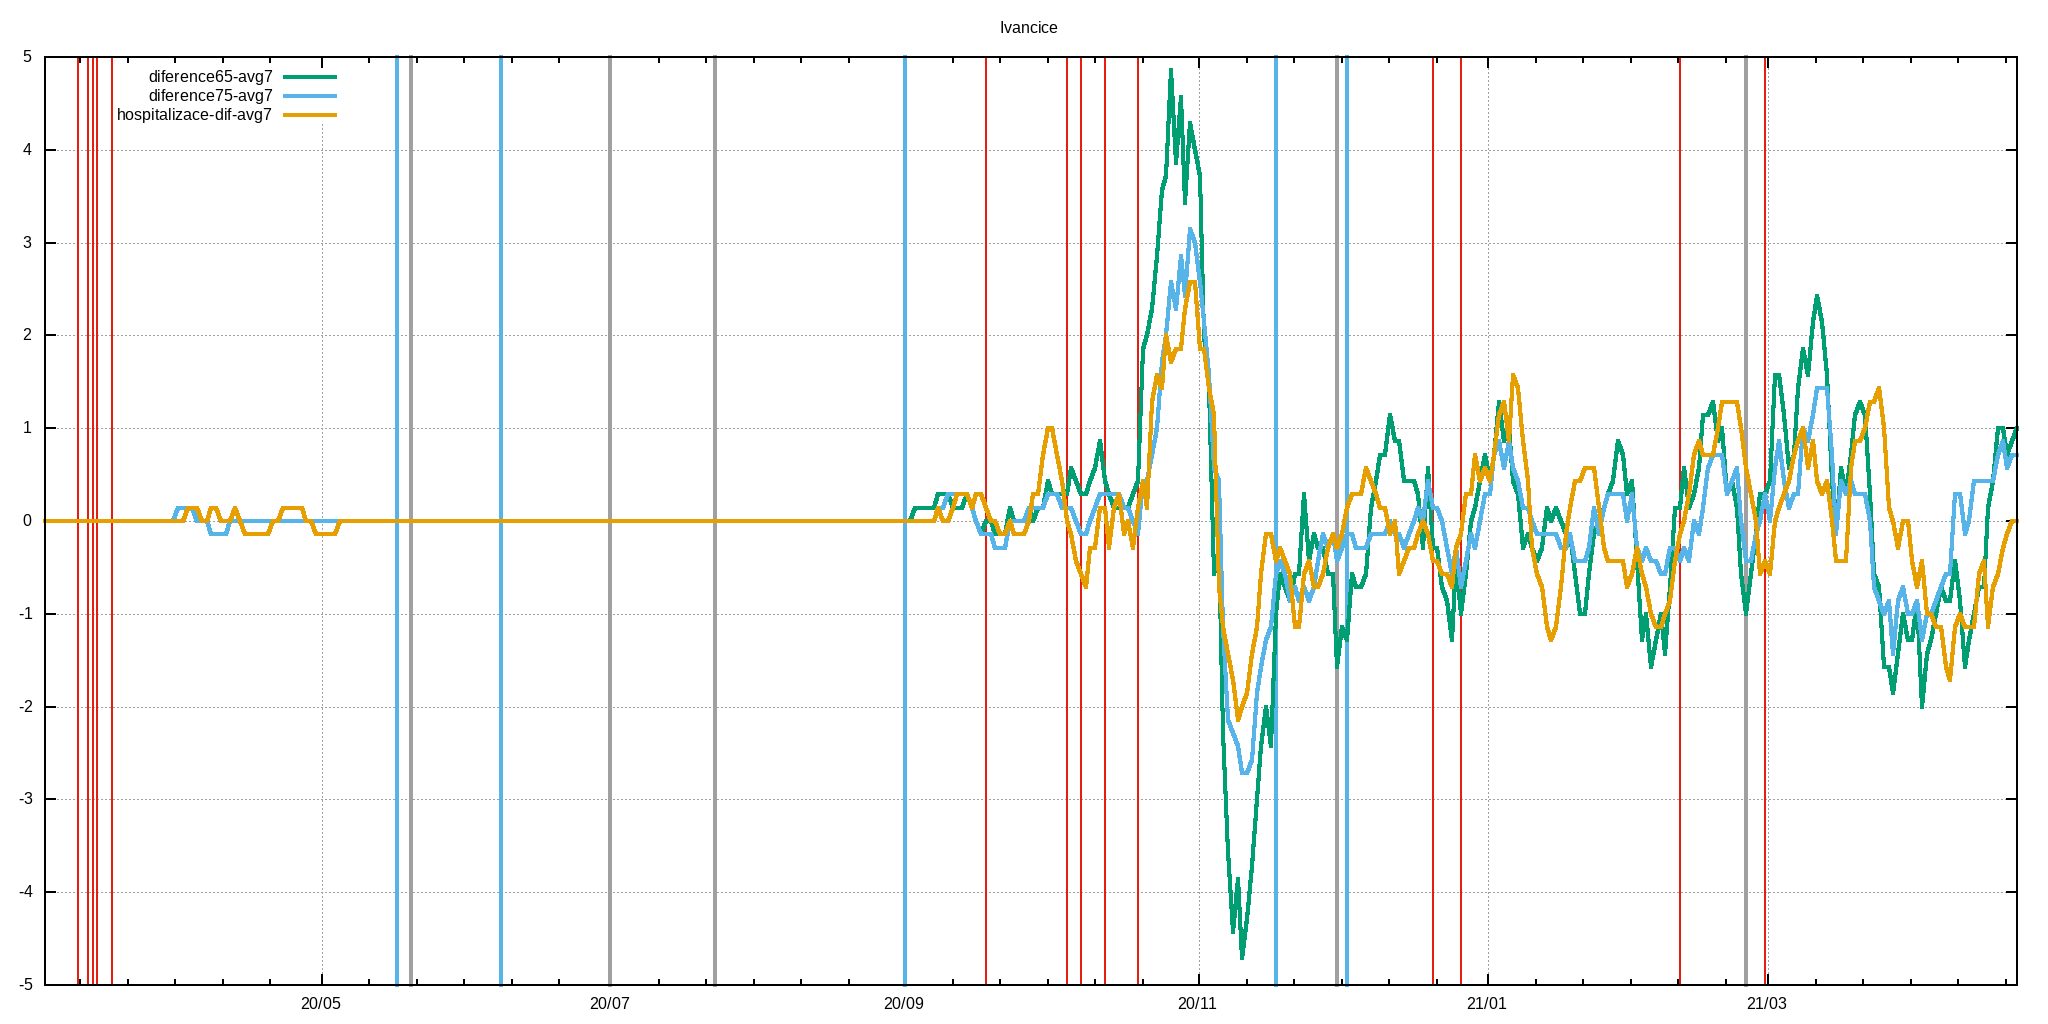 Ivancice
diference65-avg7
diference75-avg7
hospitalizace-dif-avg7
5
4
3
2
1
0
-1
-2
-3
-4
-5
20/05 20/07 20/09 20/11 21/01 21/03